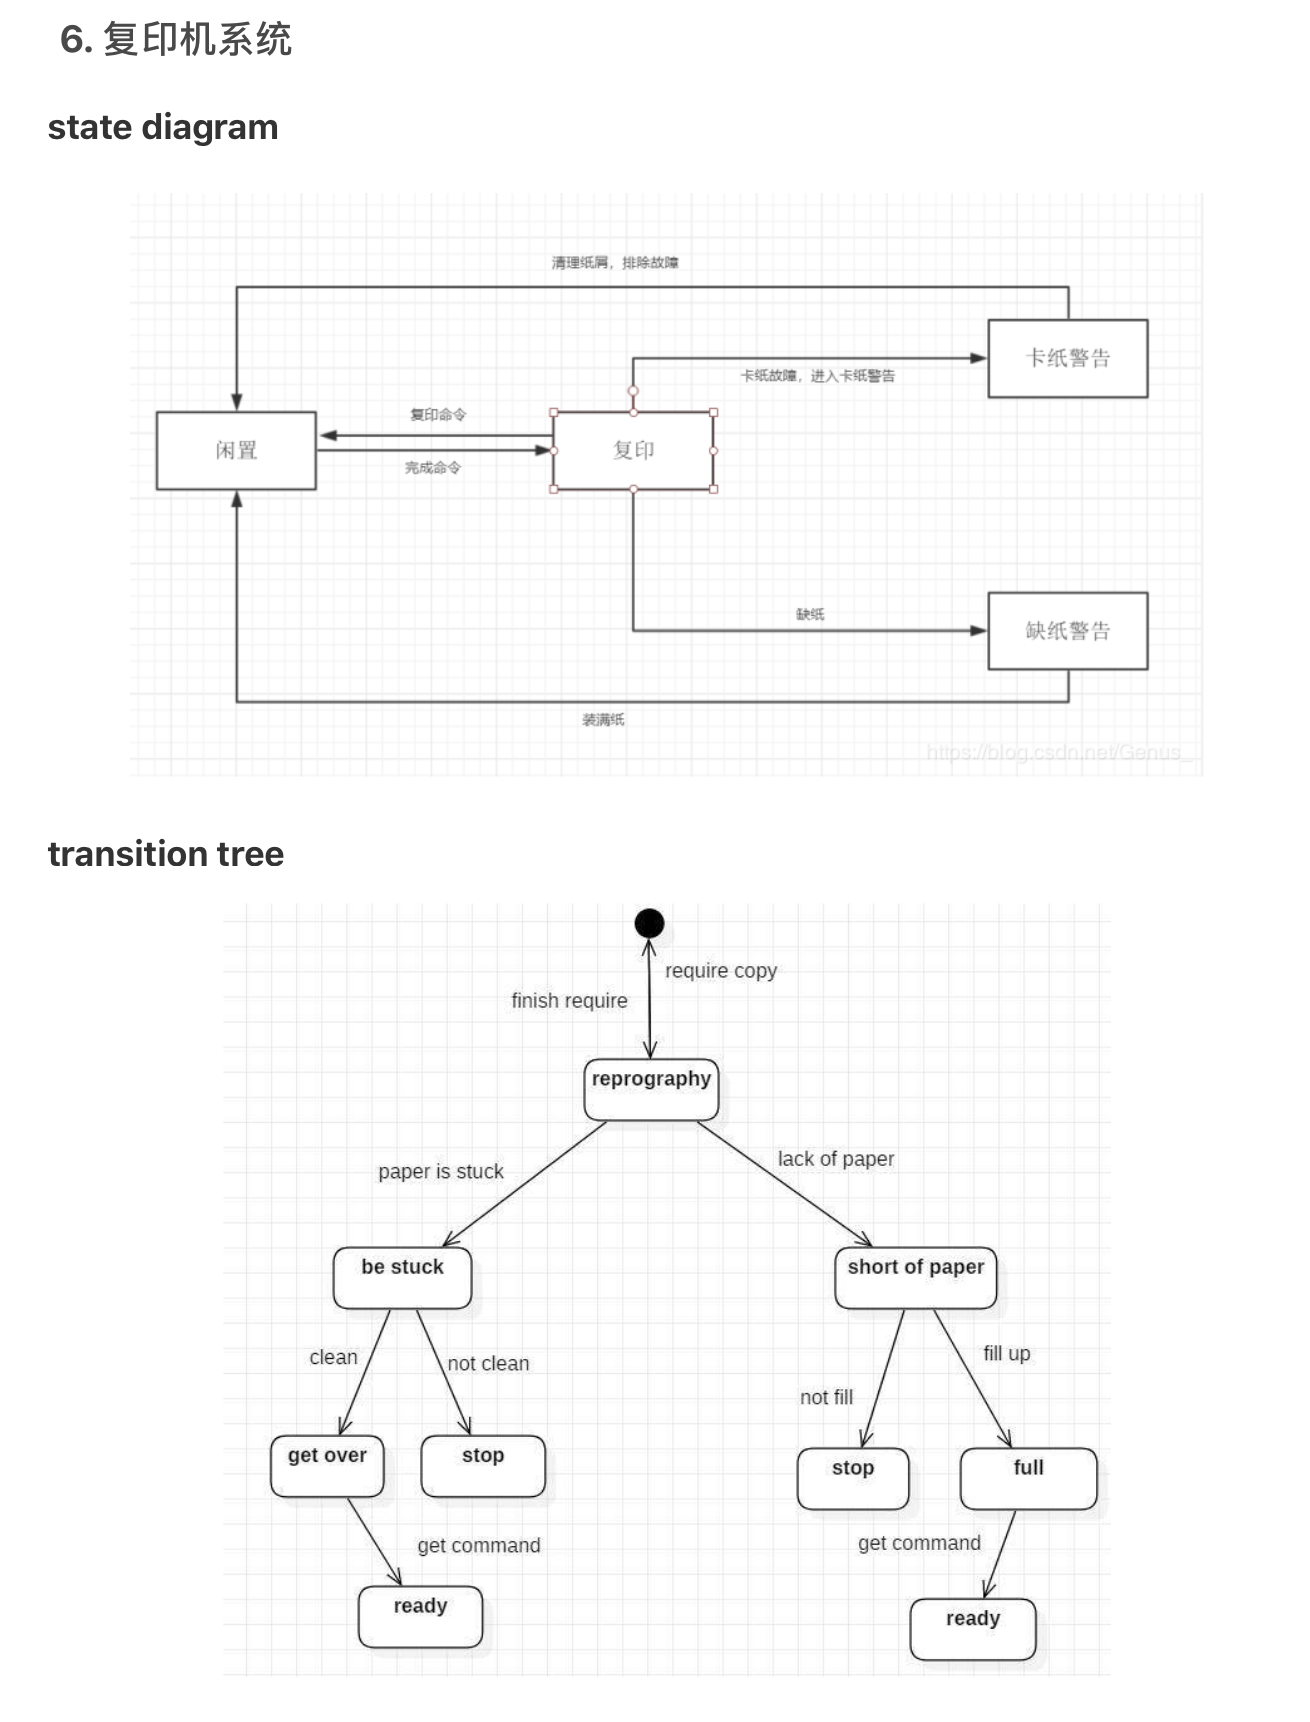 6. 复印机系统
state diagram
清理纸屑，排除故障
卡纸警告
卡纸故障，进入卡纸警告
复印命令
闲置
复印
完成命令
缺纸
缺纸警告
装满纸
https://blog.csdn.net/Genus_
transition tree
require copy
finish require
reprography
paper is stuck
lack of paper
be stuck
short of paper
clean
not clean
not fill
fill up
get over
stop
stop
full
get command
get command
ready
ready